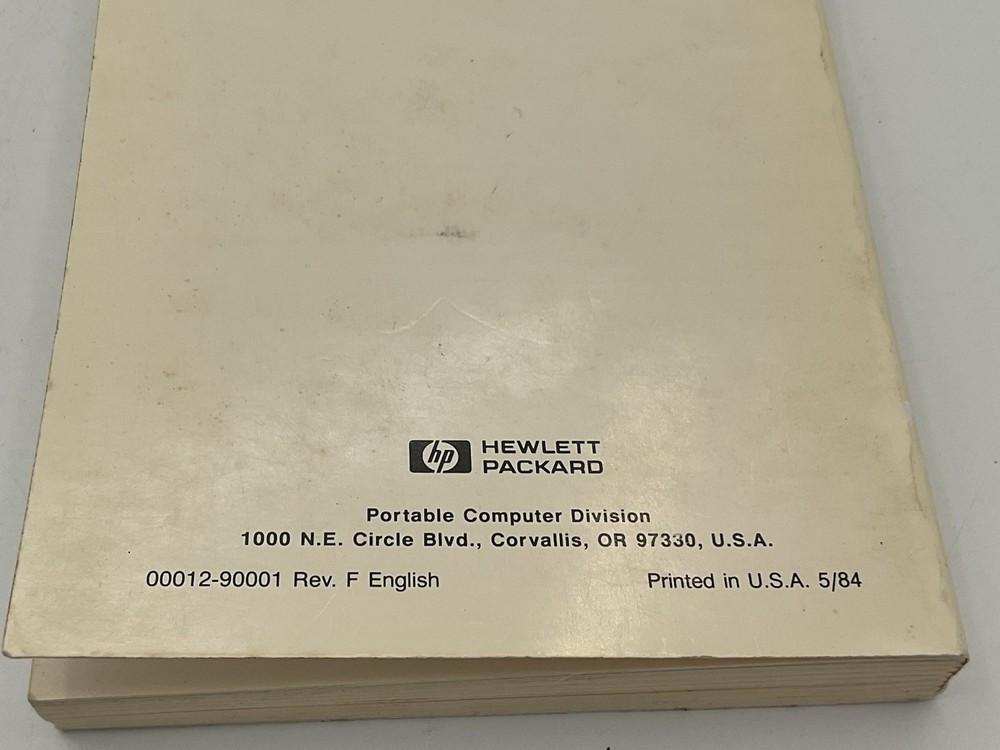 hp HEWLETT
PACKARD
Portable Computer Division
1000 N.E. Circle Blvd., Corvallis, OR 97330, U.S.A.
00012-90001 Rev. F English
Printed in U.S.A. 5/84